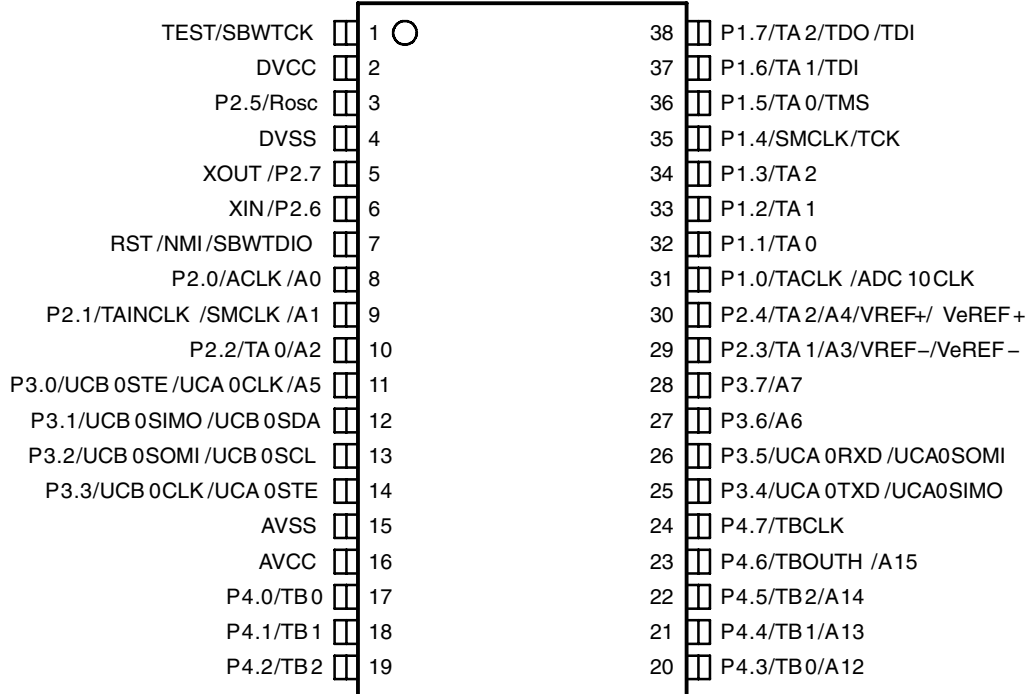 TEST/SBWTCK 1 38 P1.7/TA2/TDO/TDI
DVCC 2 37 P1.6/TA1/TDI
P2.5/Rosc 3 36 P1.5/TA0/TMS
DVSS 4 35 P1.4/SMCLK/TCK
XOUT/P2.7 5 34 P1.3/TA2
XIN/P2.6 6 33 P1.2/TA1
RST/NMI/SBWTDIO 7 32 P1.1/TA0
P2.0/ACLK/A0 8 31 P1.0/TACLK/ADC10CLK
P2.1/TAINCLK/SMCLK/A1 9 30 P2.4/TA2/A4/VREF+/VeREF+
P2.2/TA0/A2 10 29 P2.3/TA1/A3/VREF−/VeREF−
P3.0/UCB0STE/UCA0CLK/A5 11 28 P3.7/A7
P3.1/UCB0SIMO/UCB0SDA 12 27 P3.6/A6
P3.2/UCB0SOMI/UCB0SCL 13 26 P3.5/UCA0RXD/UCA0SOMI
P3.3/UCB0CLK/UCA0STE 14 25 P3.4/UCA0TXD/UCA0SIMO
AVSS 15 24 P4.7/TBCLK
AVCC 16 23 P4.6/TBOUTH/A15
P4.0/TB0 17 22 P4.5/TB2/A14
P4.1/TB1 18 21 P4.4/TB1/A13
P4.2/TB2 19 20 P4.3/TB0/A12